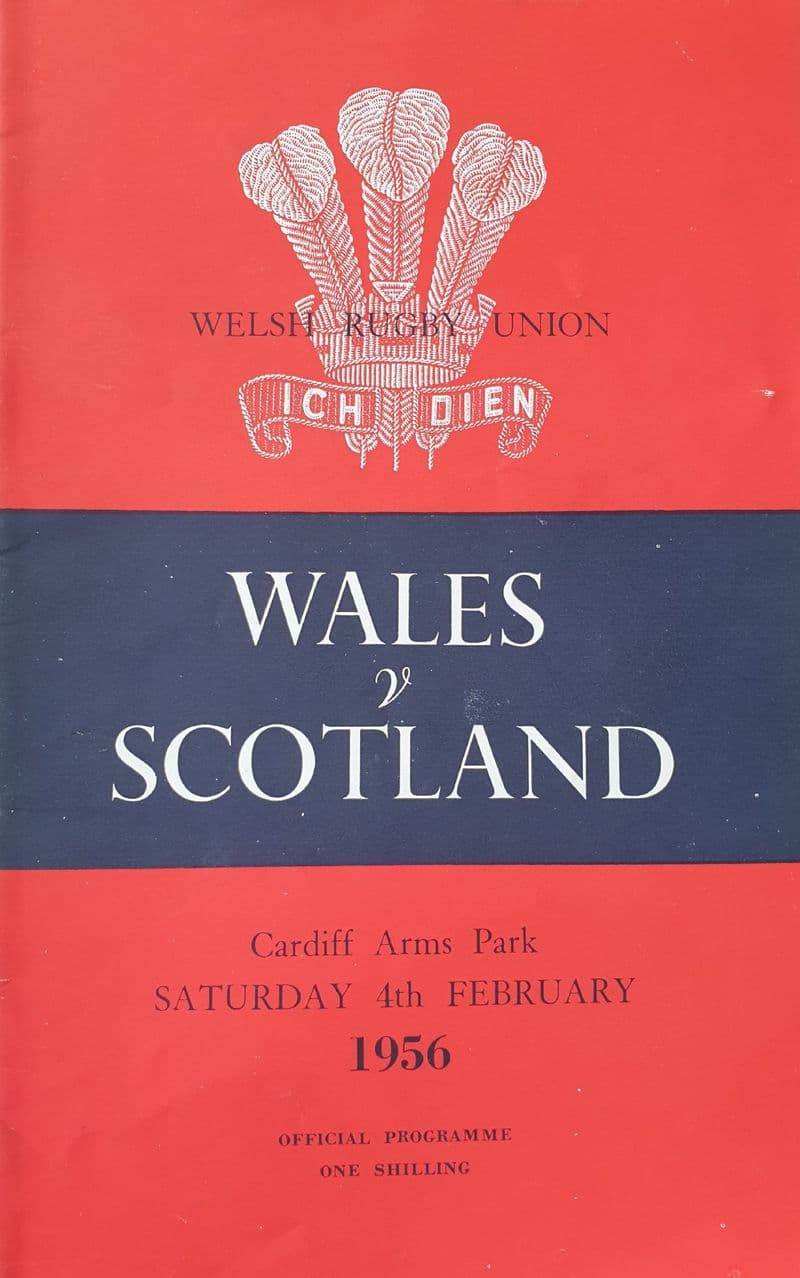 WELSH RUGBY UNION
ICH DIEN
WALES
v
SCOTLAND
Cardiff Arms Park
SATURDAY 4th FEBRUARY
1956
OFFICIAL PROGRAMME
ONE SHILLING